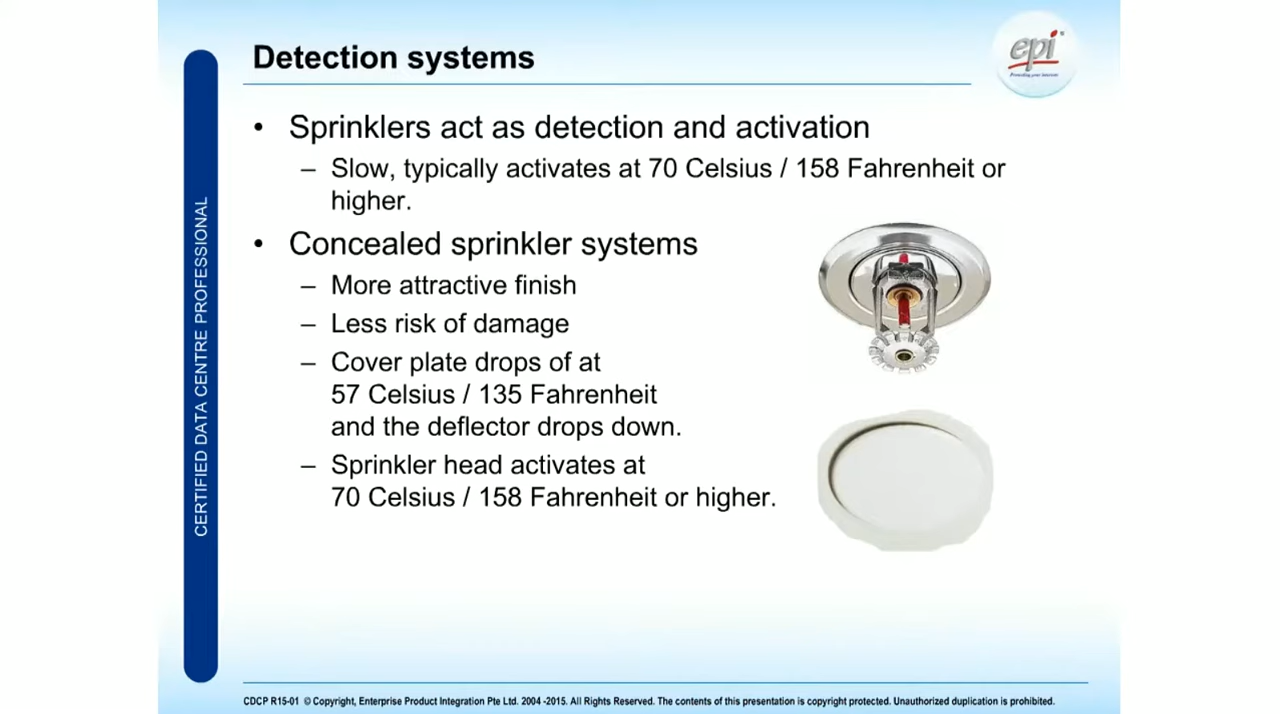 Detection systems
epi
• Sprinklers act as detection and activation
– Slow, typically activates at 70 Celsius / 158 Fahrenheit or
higher.
• Concealed sprinkler systems
– More attractive finish
– Less risk of damage
– Cover plate drops of at
57 Celsius / 135 Fahrenheit
and the deflector drops down.
– Sprinkler head activates at
70 Celsius / 158 Fahrenheit or higher.
CERTIFIED DATA CENTRE PROFESSIONAL
CDCP R15-01 © Copyright, Enterprise Product Integration Pte Ltd. 2004 -2015. All Rights Reserved. The contents of this presentation is copyright protected. Unauthorized duplication is prohibited.